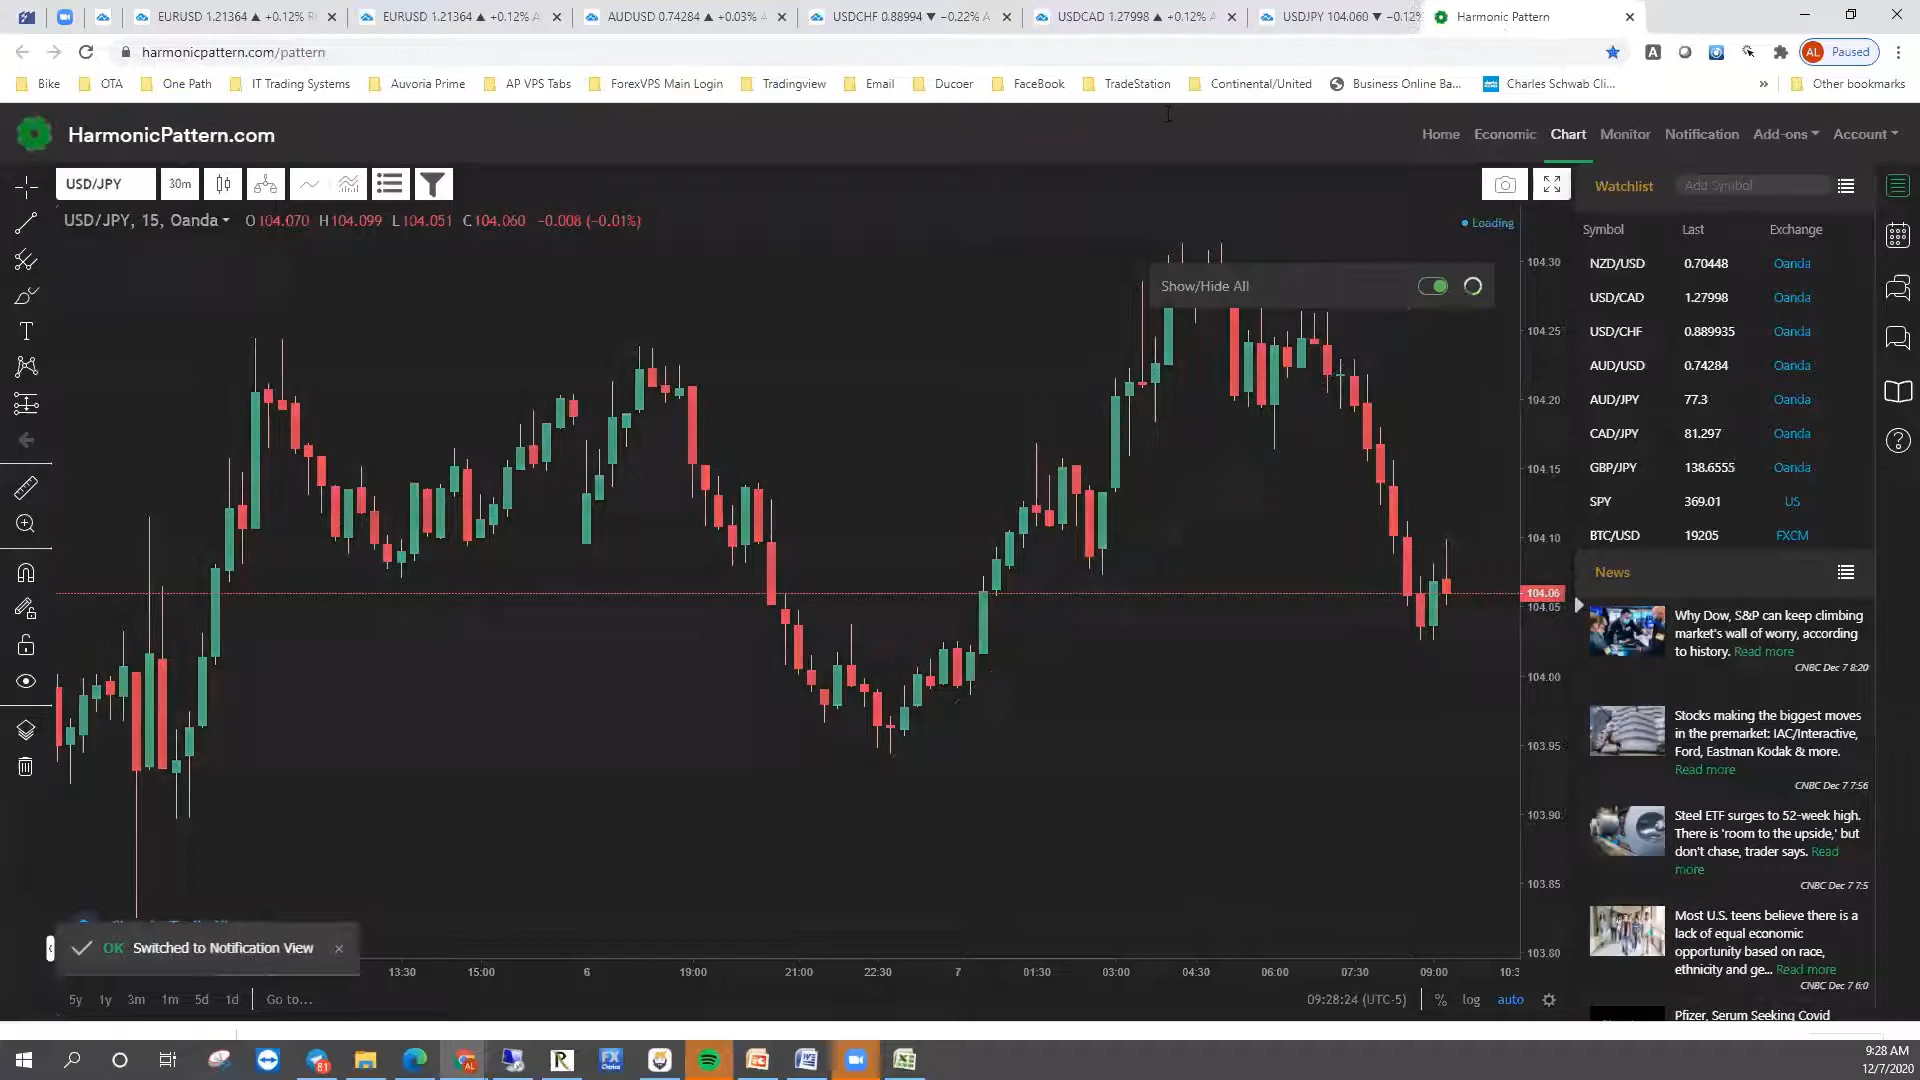 EURUSD 1.21364 ▲ +0.12%
EURUSD 1.21364 ▲ +0.12% A
AUDUSD 0.74284 ▲ +0.03% A
USDCHF 0.88994 ▼ −0.22% A
USDCAD 1.27998 ▲ +0.12% A
USDJPY 104.060 ▼ −0.12%
Harmonic Pattern
harmonicpattern.com/pattern
A
AL Paused
Bike OTA One Path IT Trading Systems Auvoria Prime AP VPS Tabs ForexVPS Main Login Tradingview Email Ducoer FaceBook TradeStation Continental/United Business Online Ba... Charles Schwab Cli... » Other bookmarks
HarmonicPattern.com
Home Economic Chart Monitor Notification Add-ons Account
USD/JPY 30m
Watchlist Add Symbol
USD/JPY, 15, Oanda O104.070 H104.099 L104.051 C104.060 −0.008 (−0.01%)
Loading
Show/Hide All
Symbol Last Exchange
NZD/USD 0.70448 Oanda
USD/CAD 1.27998 Oanda
USD/CHF 0.889935 Oanda
AUD/USD 0.74284 Oanda
AUD/JPY 77.3 Oanda
CAD/JPY 81.297 Oanda
GBP/JPY 138.6555 Oanda
SPY 369.01 US
BTC/USD 19205 FXCM
104.30
104.25
104.20
104.15
104.10
104.06
104.05
104.00
103.95
103.90
103.85
103.80
News
Why Dow, S&P can keep climbing
market's wall of worry, according
to history. Read more
CNBC Dec 7 8:20
Stocks making the biggest moves
in the premarket: IAC/Interactive,
Ford, Eastman Kodak & more.
Read more
CNBC Dec 7 7:56
Steel ETF surges to 52-week high.
There is 'room to the upside,' but
don't chase, trader says. Read
more
CNBC Dec 7 7:5
Most U.S. teens believe there is a
lack of equal economic
opportunity based on race,
ethnicity and ge... Read more
CNBC Dec 7 6:0
Pfizer, Serum Seeking Covid
OK Switched to Notification View ×
13:30 15:00 6 19:00 21:00 22:30 7 01:30 03:00 04:30 06:00 07:30 09:00 10:3
5y 1y 3m 1m 5d 1d Go to...
09:28:24 (UTC-5) % log auto
81
AL
R
FX
Choice
9:28 AM
12/7/2020